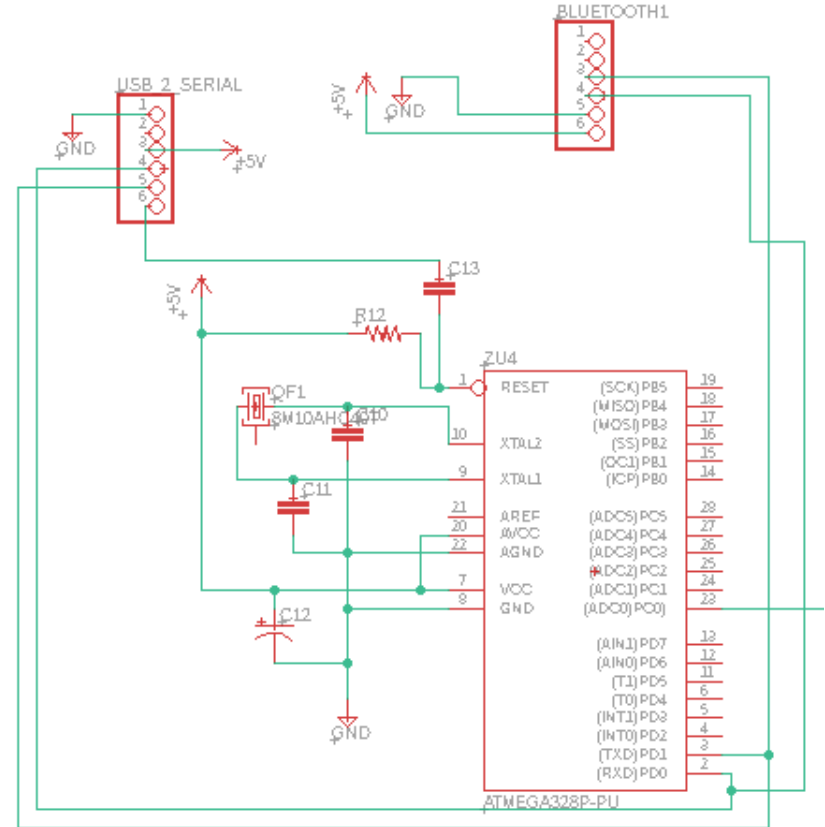 BLUETOOTH1
1
2
3
4
5
6
+5V
GND
USB_2_SERIAL
1
2
3
4
5
6
GND
+5V
+5V
C13
R12
ZU4
QF1
C10
C11
C12
GND
1 RESET
10 XTAL2
9 XTAL1
21 AREF
20 AVCC
22 AGND
7 VCC
8 GND
(SCK)PB5 19
(MISO)PB4 18
(MOSI)PB3 17
(SS)PB2 16
(OC1)PB1 15
(ICP)PB0 14
(ADC5)PC5 28
(ADC4)PC4 27
(ADC3)PC3 26
(ADC2)PC2 25
(ADC1)PC1 24
(ADC0)PC0 23
(AIN1)PD7 13
(AIN0)PD6 12
(T1)PD5 11
(T0)PD4 6
(INT1)PD3 5
(INT0)PD2 4
(TXD)PD1 3
(RXD)PD0 2
ATMEGA328P-PU